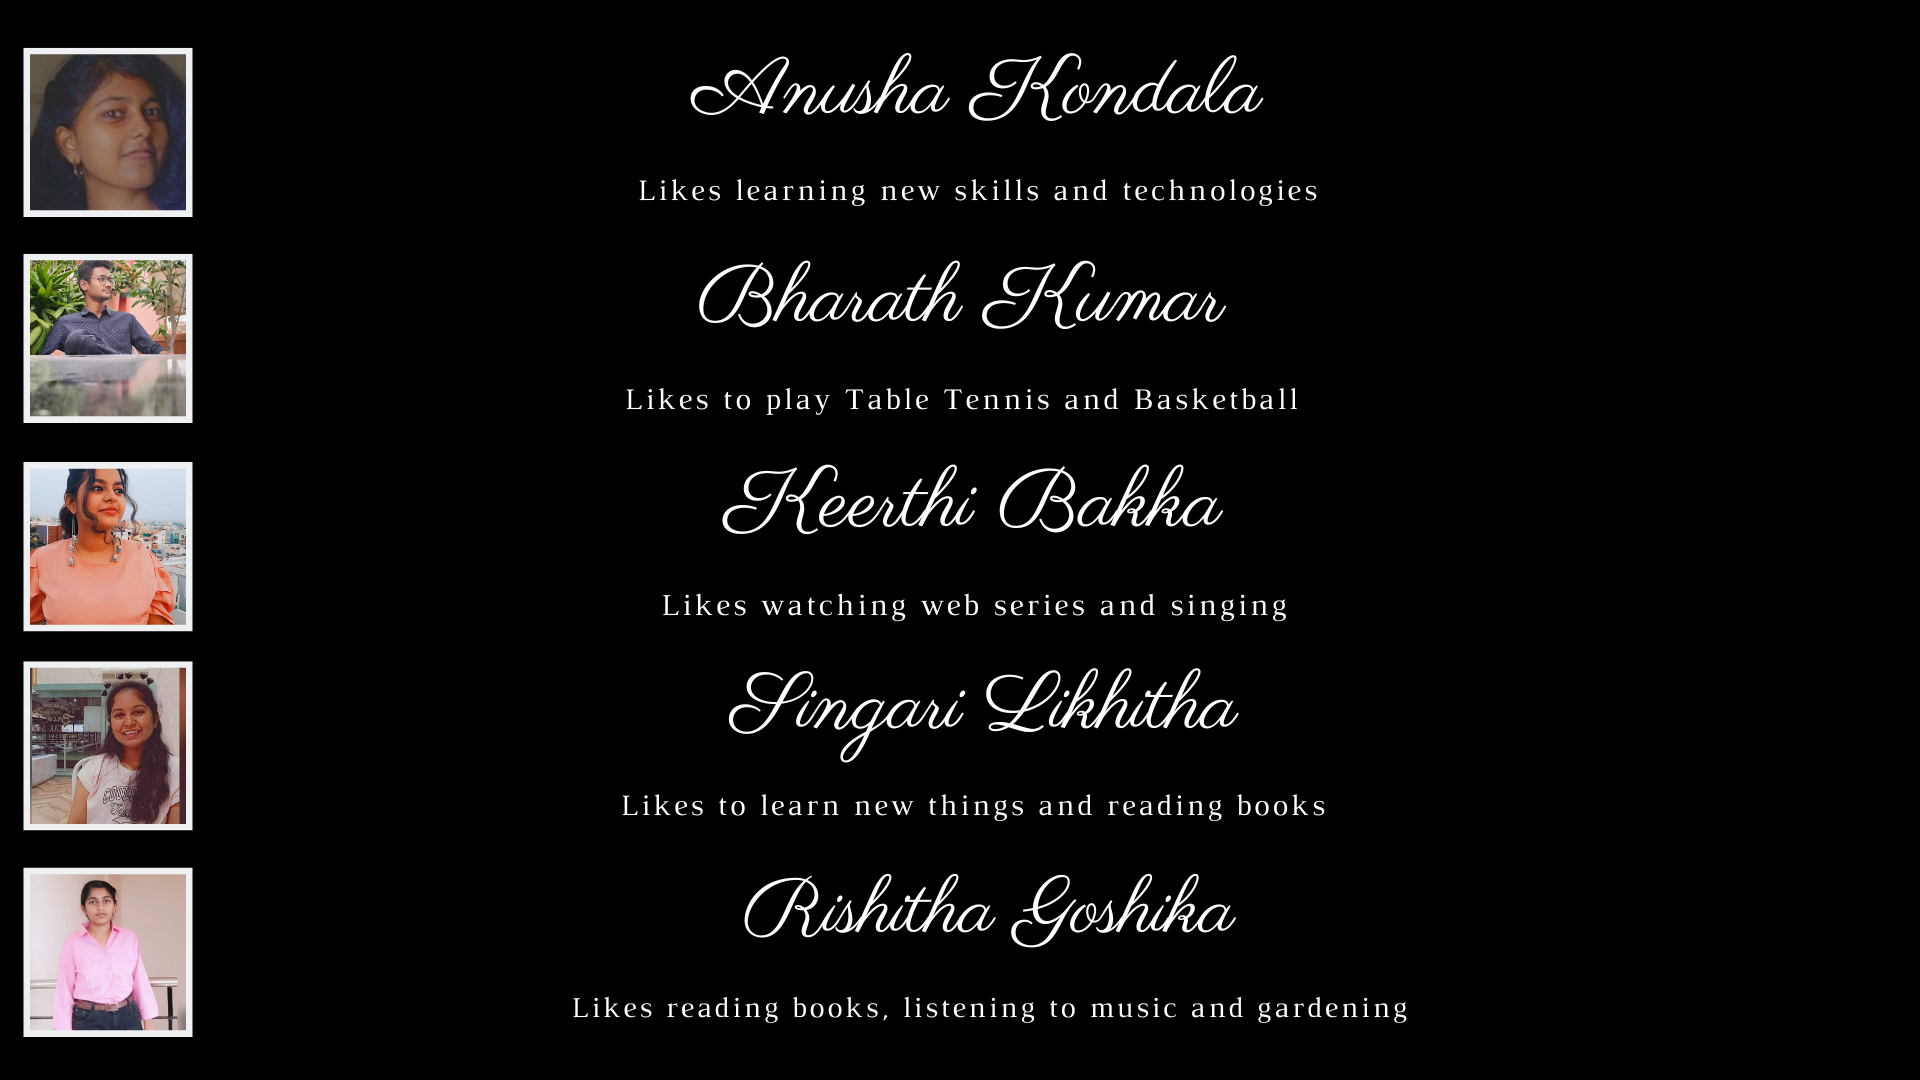 Anusha Kondala
Likes learning new skills and technologies
Bharath Kumar
Likes to play Table Tennis and Basketball
Keerthi Bakka
Likes watching web series and singing
Singari Likhitha
Likes to learn new things and reading books
Rishitha Goshika
Likes reading books, listening to music and gardening